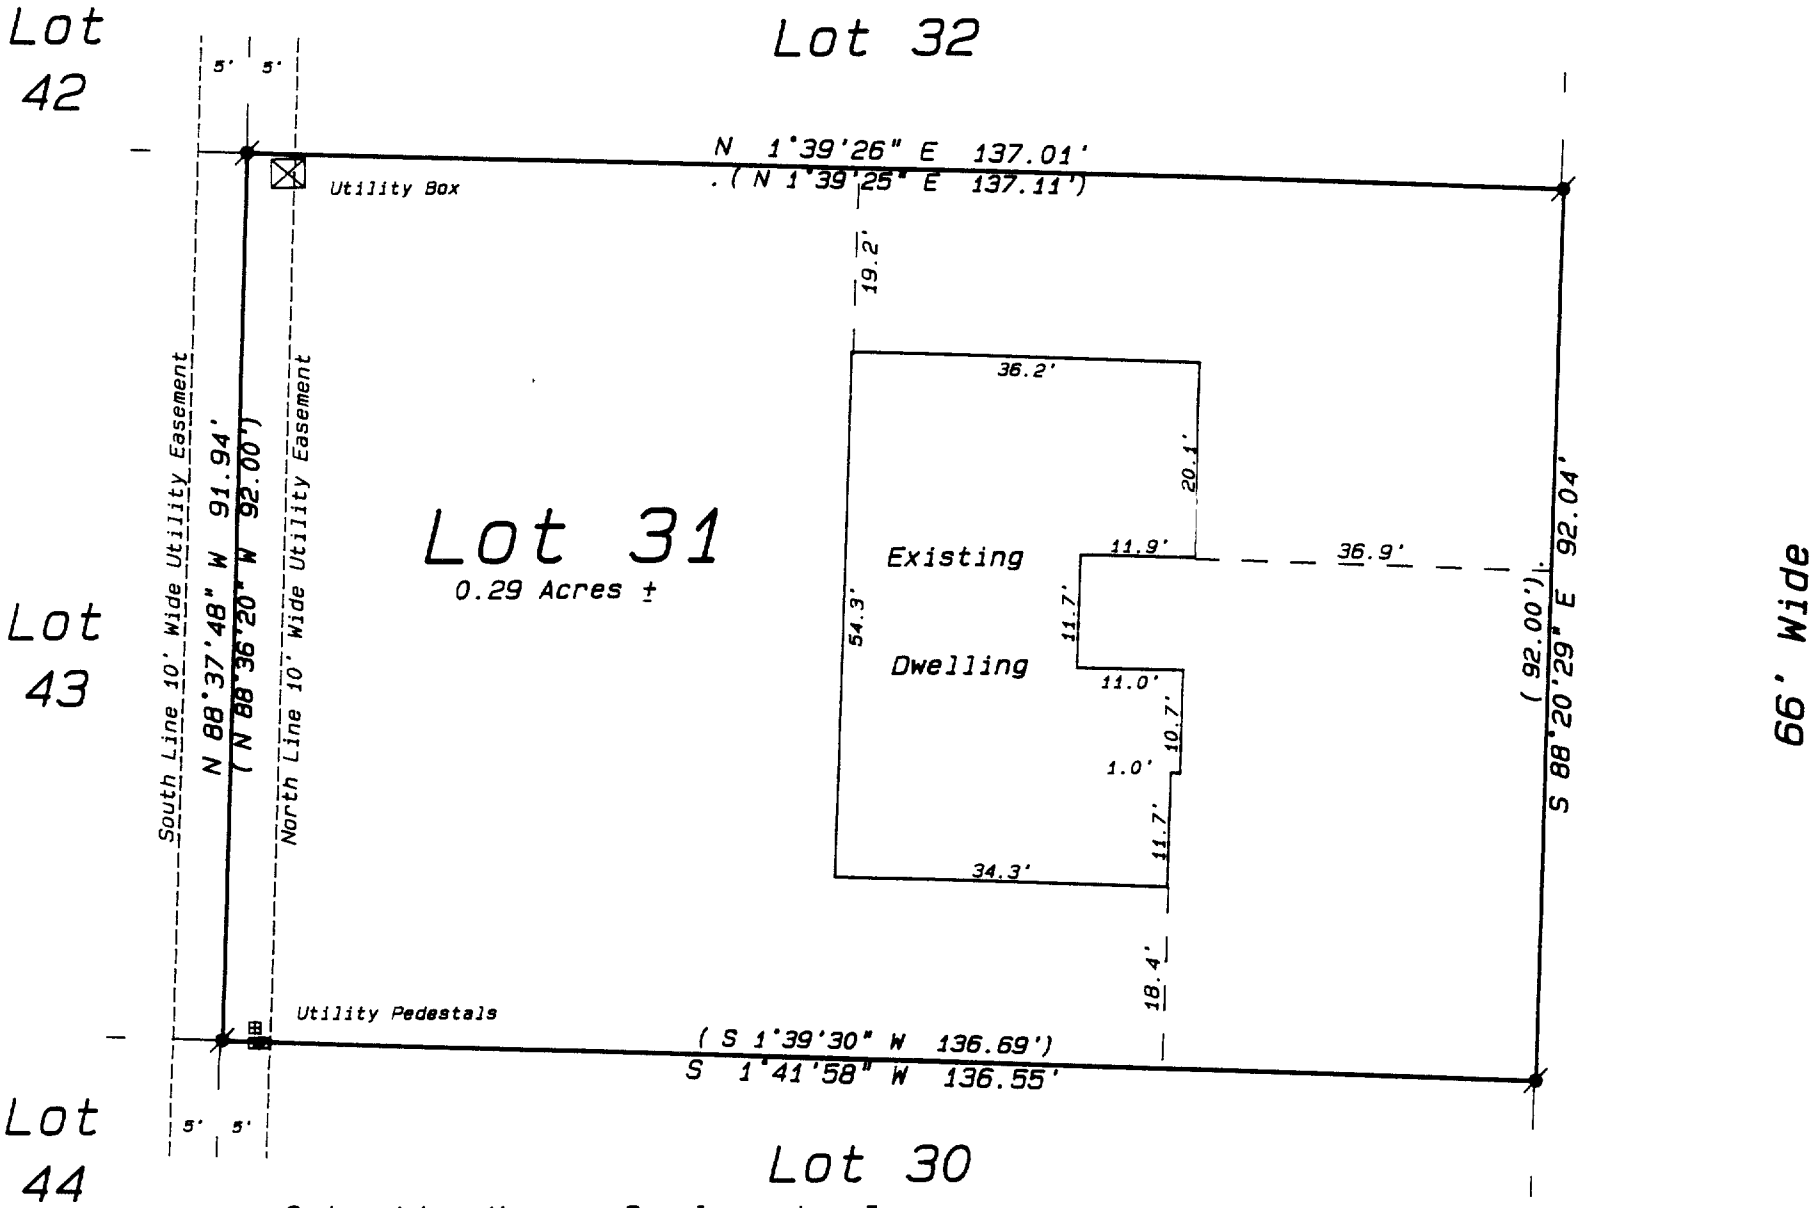 Lot
42
5' 5'
Lot 32
N 1°39'26" E 137.01'
(N 1°39'25" E 137.11')
Utility Box
19.2'
36.2'
20.1'
South Line 10' Wide Utility Easement
N 88°37'48" W 91.94'
(N 88°36'20" W 92.00')
North Line 10' Wide Utility Easement
Lot 31
0.29 Acres ±
54.3'
Existing
Dwelling
11.9'
11.7'
11.0'
10.7'
1.0'
11.7'
34.3'
36.9'
(92.00')
S 88°20'29" E 92.04'
66' Wide
Lot
43
18.4'
Utility Pedestals
(S 1°39'30" W 136.69')
S 1°41'58" W 136.55'
Lot
44
5' 5'
Lot 30